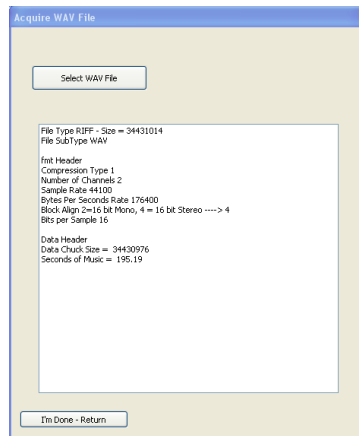 Acquire WAV File
Select WAV File
File Type RIFF - Size = 34431014
File SubType WAV
fmt Header
Compression Type 1
Number of Channels 2
Sample Rate 44100
Bytes Per Seconds Rate 176400
Block Align 2=16 bit Mono, 4 = 16 bit Stereo ----> 4
Bits per Sample 16
Data Header
Data Chuck Size = 34430976
Seconds of Music = 195.19
I'm Done - Return